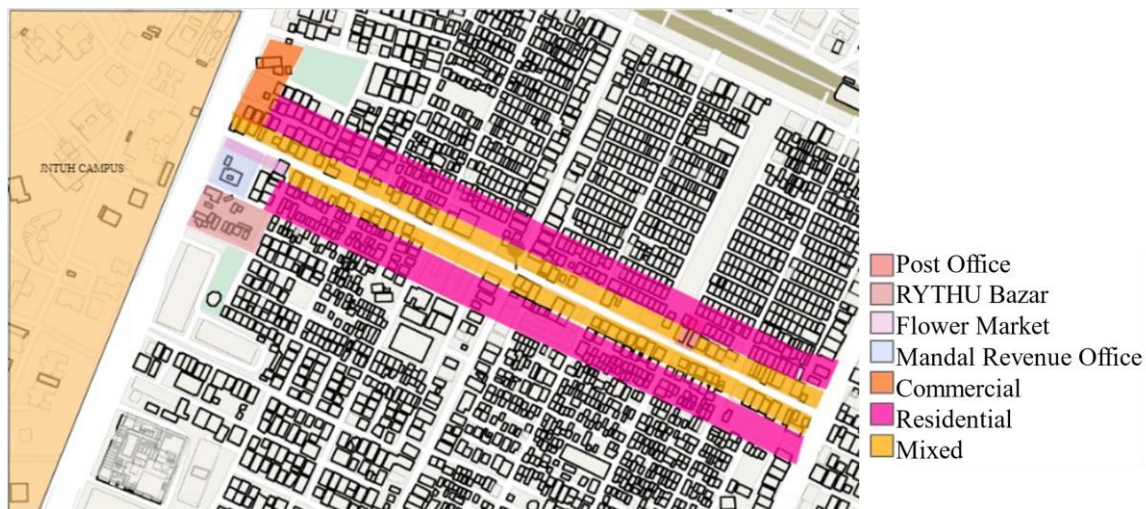 JNTUH CAMPUS
Post Office
RYTHU Bazar
Flower Market
Mandal Revenue Office
Commercial
Residential
Mixed